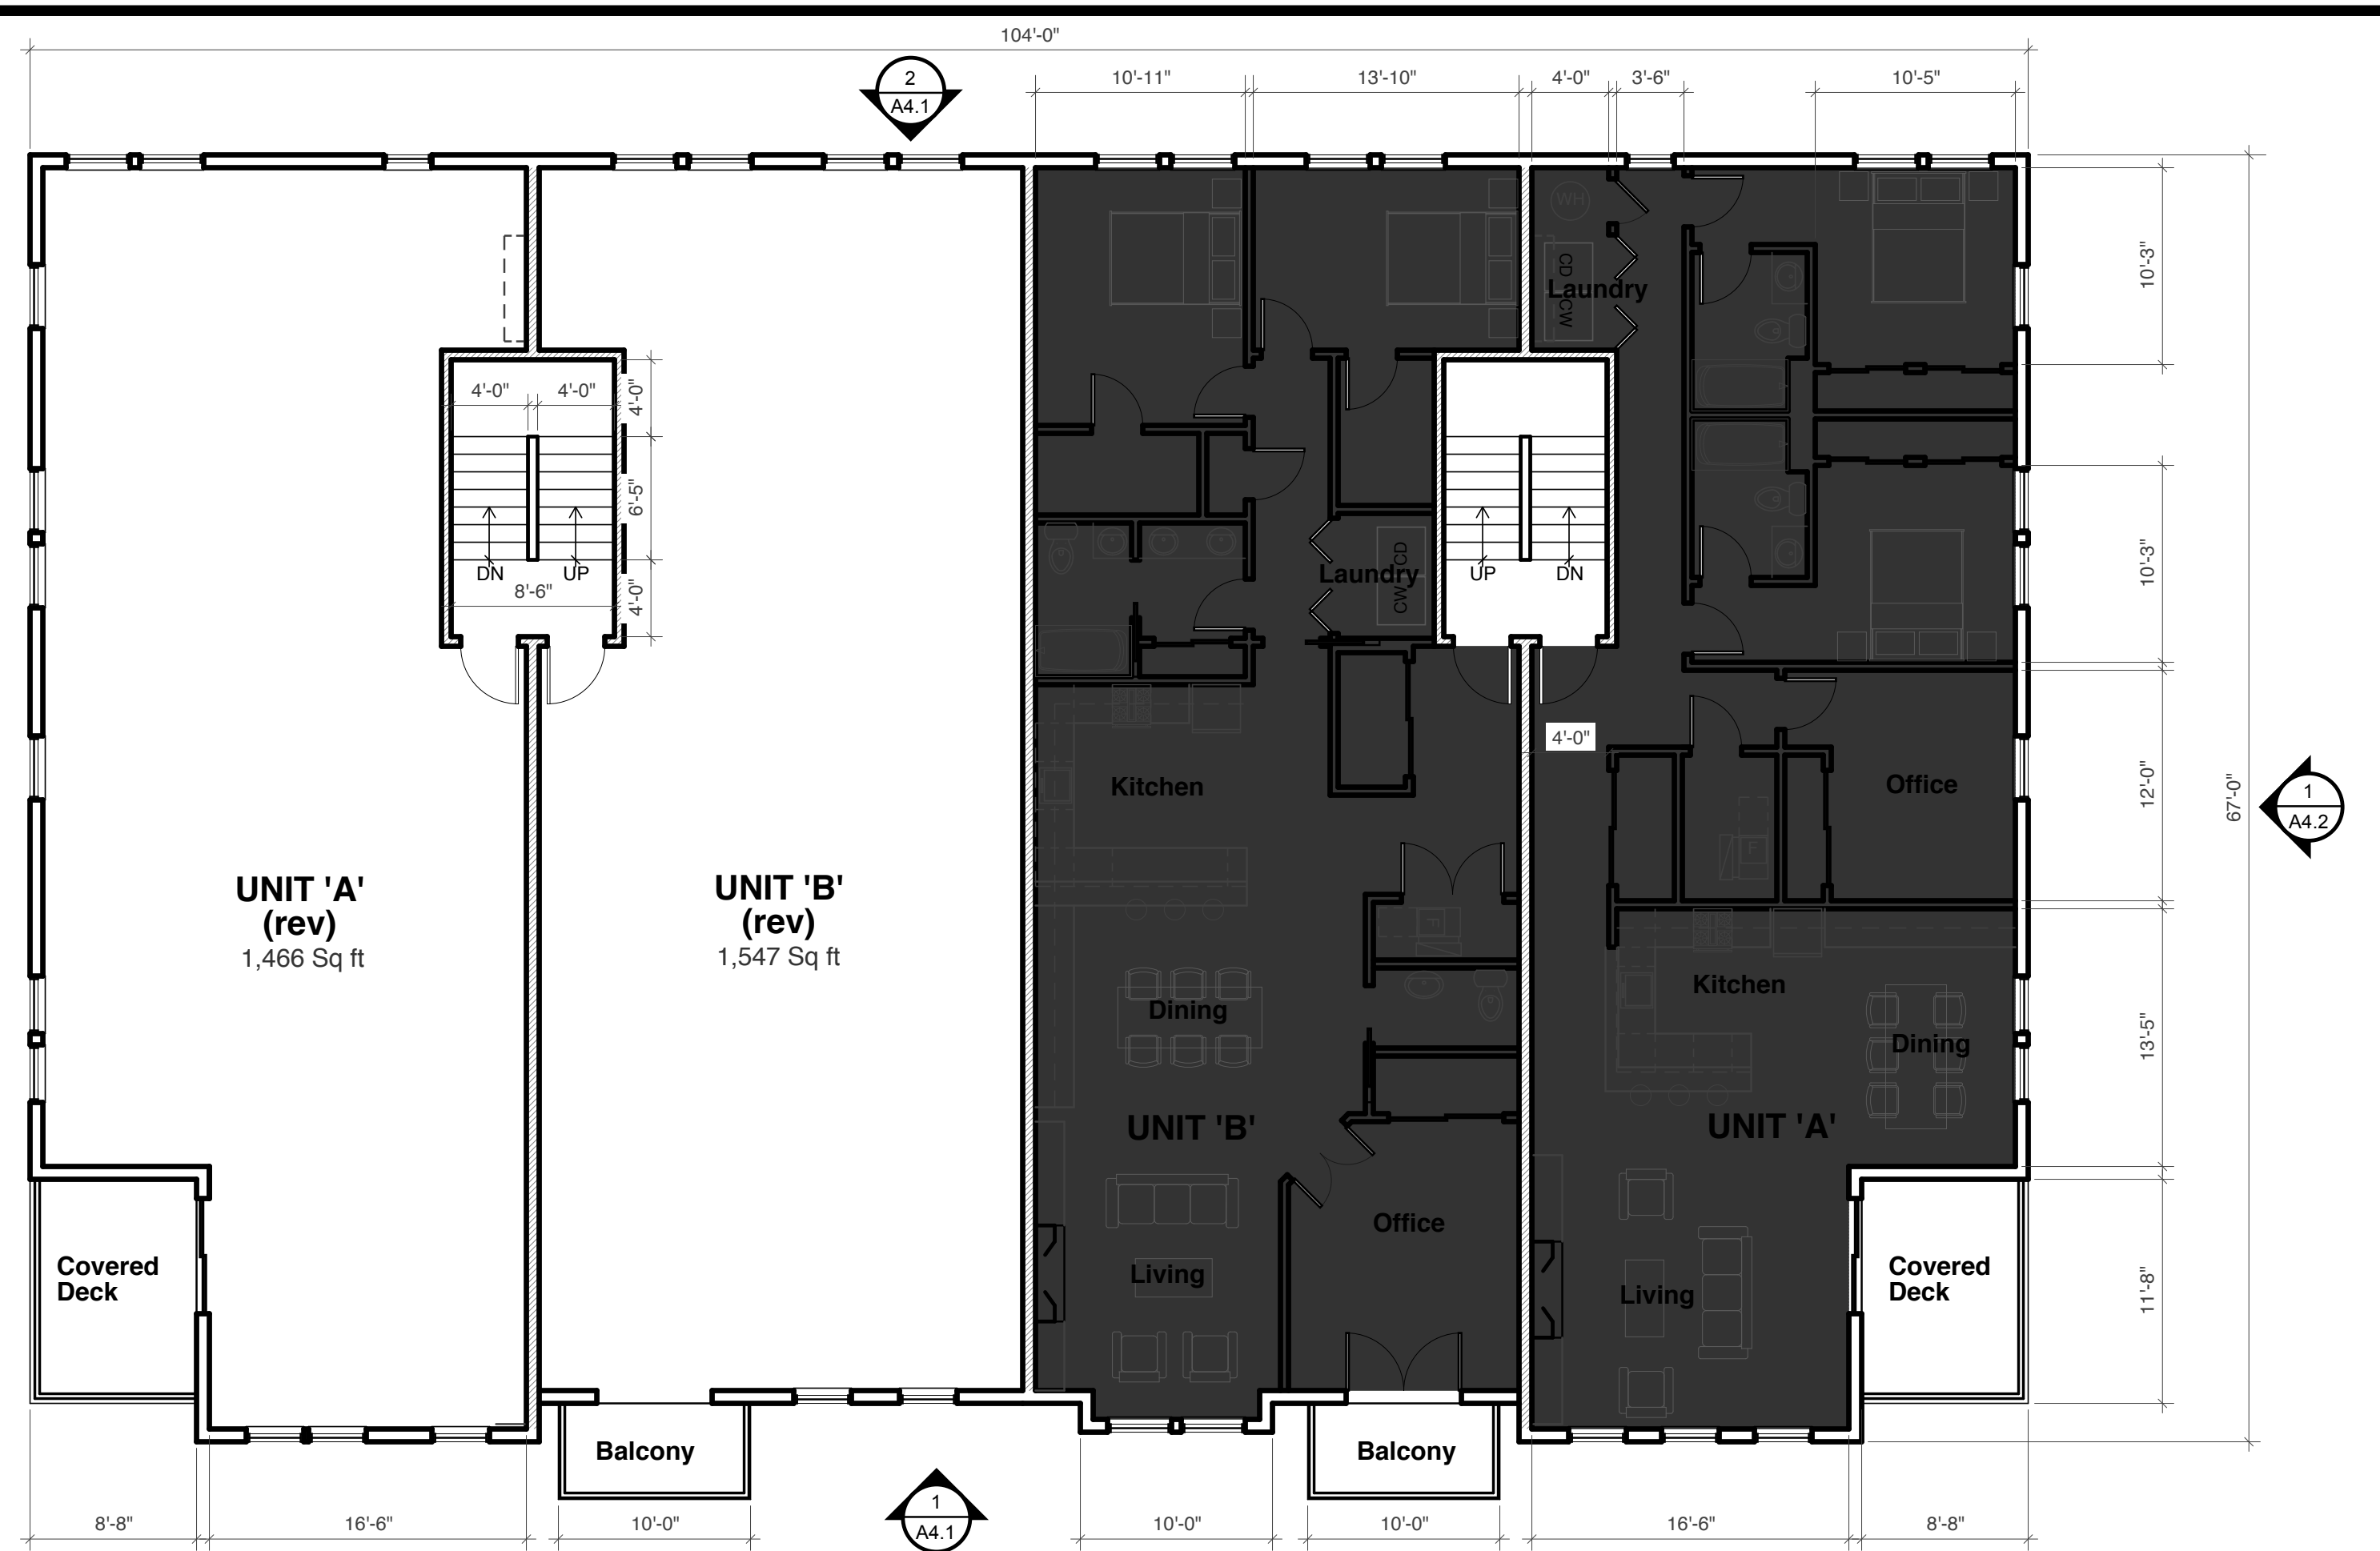 104'-0"
2
A4.1
10'-11"
13'-10"
4'-0"
3'-6"
10'-5"
WH
CD
CW
Laundry
10'-3"
4'-0"
4'-0"
4'-0"
6'-5"
4'-0"
DN
UP
8'-6"
Laundry
CD
CW
UP
DN
10'-3"
4'-0"
Kitchen
Office
12'-0"
67'-0"
1
A4.2
UNIT 'A'
(rev)
1,466 Sq ft
UNIT 'B'
(rev)
1,547 Sq ft
F
F
Kitchen
Dining
Dining
13'-5"
UNIT 'B'
UNIT 'A'
Office
Covered
Deck
Living
Living
Covered
Deck
11'-8"
Balcony
Balcony
1
A4.1
8'-8"
16'-6"
10'-0"
10'-0"
10'-0"
16'-6"
8'-8"